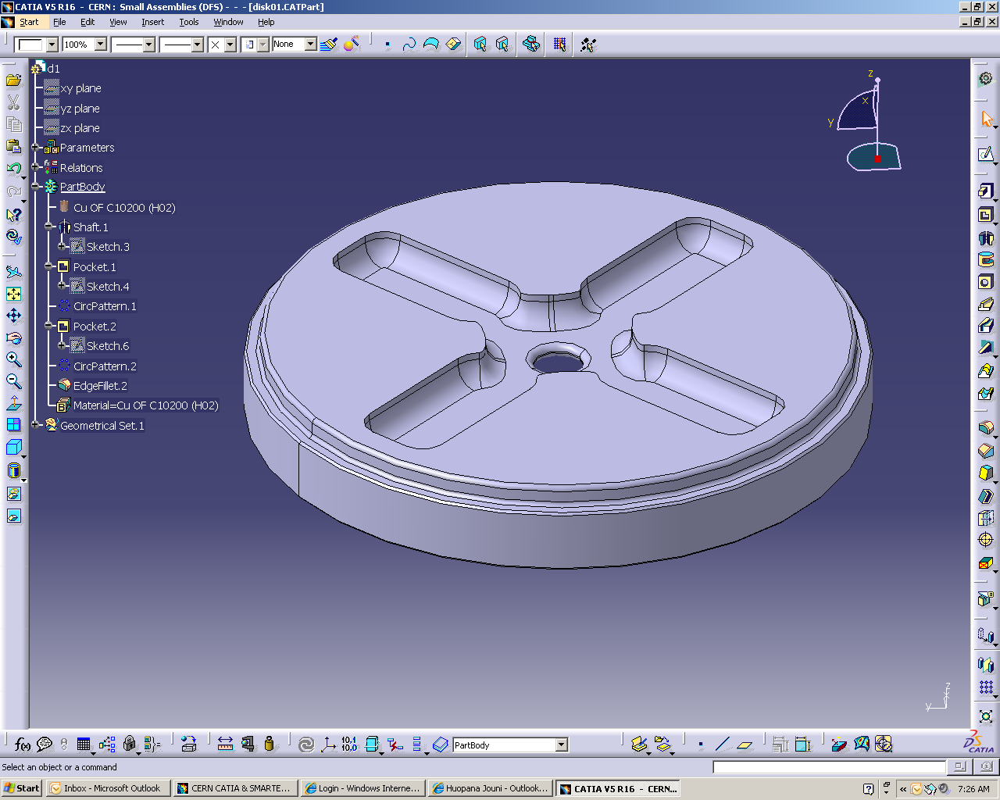 CATIA V5 R16 - CERN: Small Assemblies (DFS) - - - [disk01.CATPart]
Start File Edit View Insert Tools Window Help
100% None
d1
xy plane
yz plane
zx plane
Parameters
Relations
PartBody
Cu OF C10200 (H02)
Shaft.1
Sketch.3
Pocket.1
Sketch.4
CircPattern.1
Pocket.2
Sketch.6
CircPattern.2
EdgeFillet.2
Material=Cu OF C10200 (H02)
Geometrical Set.1
z
x
y
z
x
y
f(x) 10.1 10.0 PartBody
CATIA
Select an object or a command
Start Inbox - Microsoft Outlook CERN CATIA & SMARTE... Login - Windows Interne... Huopana Jouni - Outlook... CATIA V5 R16 - CERN... « 7:26 AM